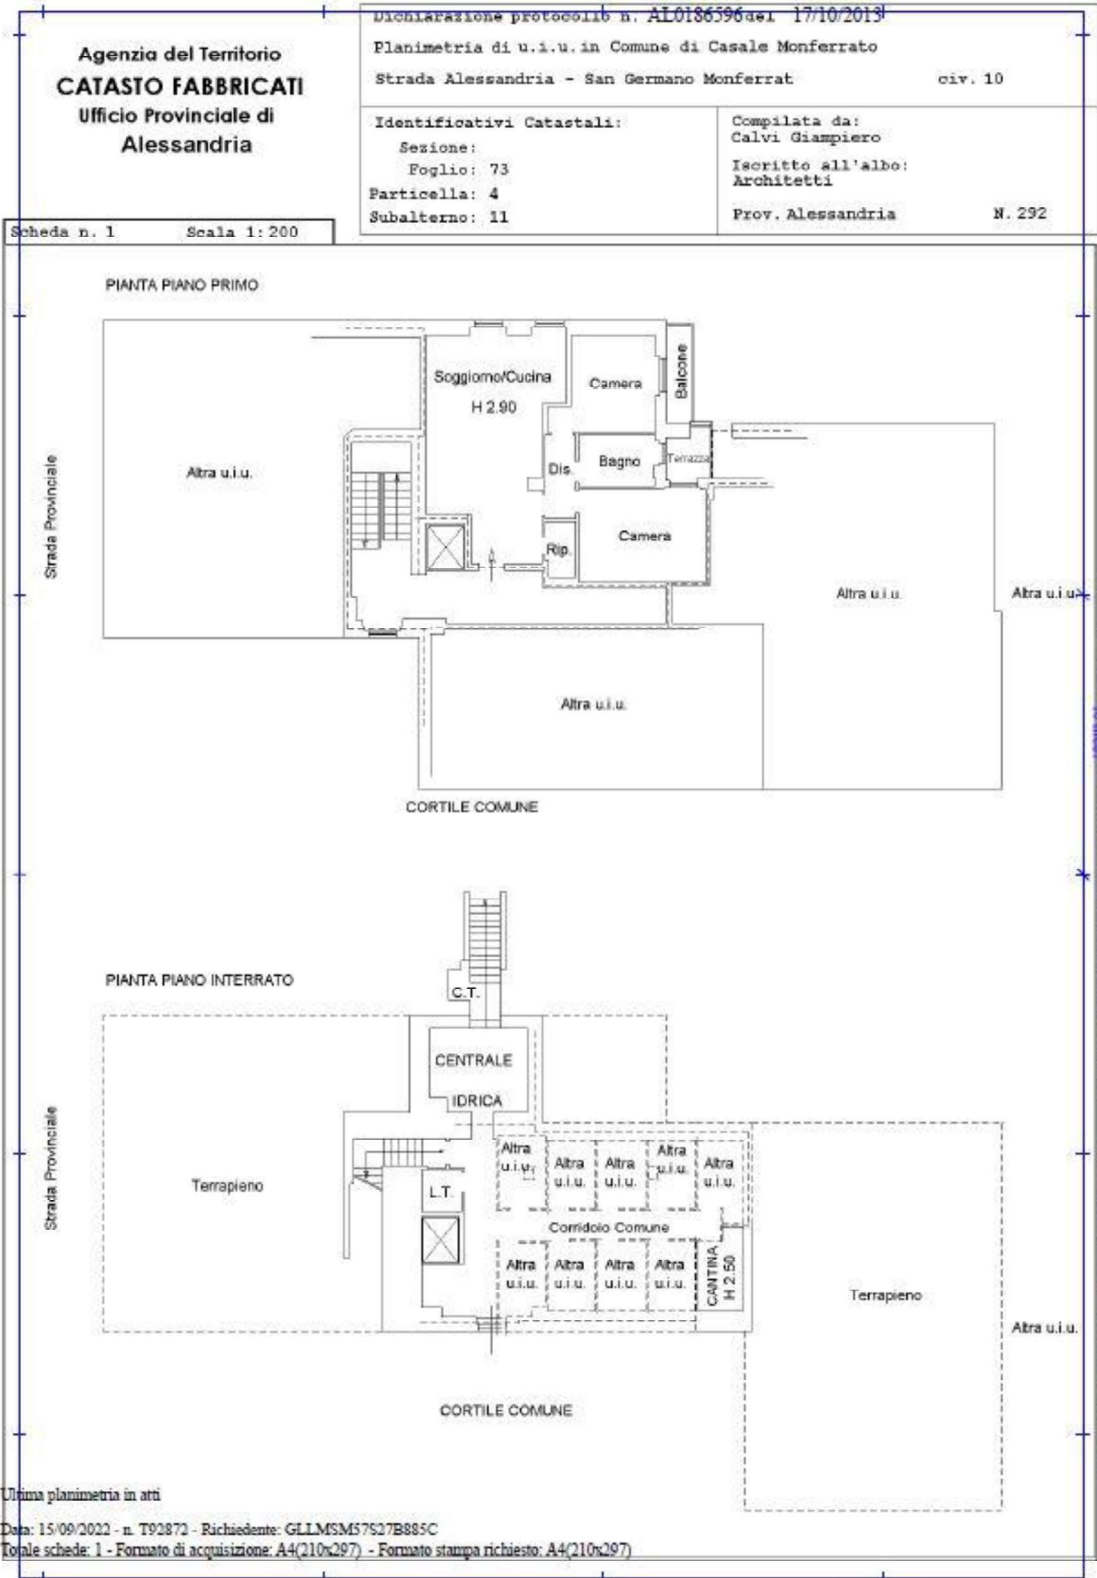 Agenzia del Territorio
CATASTO FABBRICATI
Ufficio Provinciale di
Alessandria
Dichiarazione protocollo n. AL0186596 del 17/10/2013
Planimetria di u.i.u. in Comune di Casale Monferrato
Strada Alessandria - San Germano Monferrat civ. 10
Identificativi Catastali:
Sezione:
Foglio: 73
Particella: 4
Subalterno: 11
Compilata da:
Calvi Giampiero
Iscritto all'albo:
Architetti
Prov. Alessandria N. 292
Scheda n. 1 Scala 1:200
PIANTA PIANO PRIMO
Soggiorno/Cucina
H 2.90
Camera
Balcone
Altra u.i.u.
Dis.
Bagno
Terrazza
Strada Provinciale
Rip.
Camera
Altra u.i.u.
Altra u.i.u.
Altra u.i.u.
CORTILE COMUNE
PIANTA PIANO INTERRATO
C.T.
CENTRALE
IDRICA
Strada Provinciale
Terrapieno
L.T.
Altra
u.i.u.
Altra
u.i.u.
Altra
u.i.u.
Altra
u.i.u.
Altra
u.i.u.
Corridoio Comune
Altra
u.i.u.
Altra
u.i.u.
Altra
u.i.u.
Altra
u.i.u.
CANTINA
H 2.50
Terrapieno
Altra u.i.u.
CORTILE COMUNE
Ultima planimetria in atti
Data: 15/09/2022 - n. T92872 - Richiedente: GLLMSM57S27B885C
Totale schede: 1 - Formato di acquisizione: A4(210x297) - Formato stampa richiesto: A4(210x297)